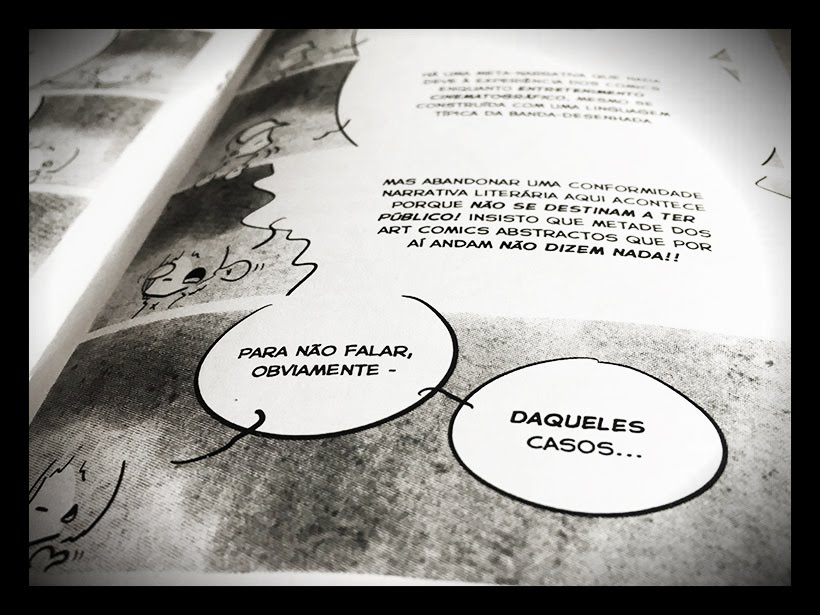 HÁ UMA META-NARRATIVA QUE NADA
DEVE À EXPERIÊNCIA DOS COMICS
ENQUANTO ENTRETENIMENTO
CINEMATOGRÁFICO, MESMO SE
CONSTRUÍDA COM UMA LINGUAGEM
TÍPICA DA BANDA-DESENHADA.
MAS ABANDONAR UMA CONFORMIDADE
NARRATIVA LITERÁRIA AQUI ACONTECE
PORQUE NÃO SE DESTINAM A TER
PÚBLICO! INSISTO QUE METADE DOS
ART COMICS ABSTRACTOS QUE POR
AÍ ANDAM NÃO DIZEM NADA!!
PARA NÃO FALAR,
OBVIAMENTE -
DAQUELES
CASOS...